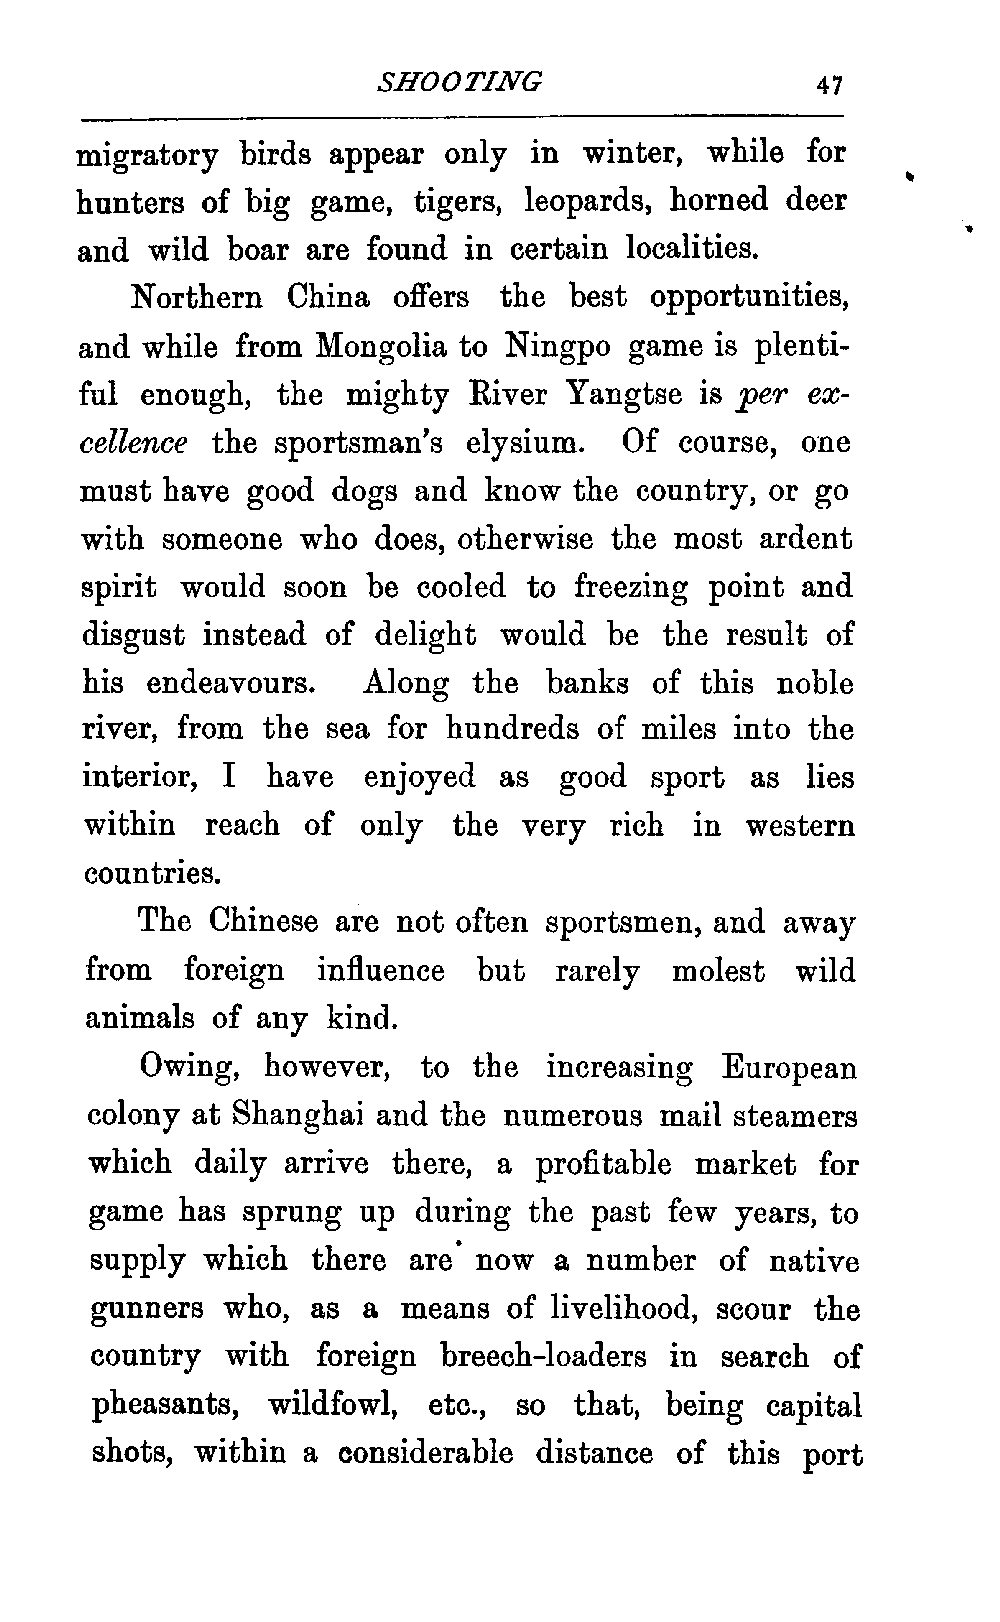 SHOOTING 47
migratory birds appear only in winter, while for
hunters of big game, tigers, leopards, horned deer
and wild boar are found in certain localities.
Northern China offers the best opportunities,
and while from Mongolia to Ningpo game is plenti-
ful enough, the mighty River Yangtse is per ex-
cellence the sportsman's elysium. Of course, one
must have good dogs and know the country, or go
with someone who does, otherwise the most ardent
spirit would soon be cooled to freezing point and
disgust instead of delight would be the result of
his endeavours. Along the banks of this noble
river, from the sea for hundreds of miles into the
interior, I have enjoyed as good sport as lies
within reach of only the very rich in western
countries.
The Chinese are not often sportsmen, and away
from foreign influence but rarely molest wild
animals of any kind.
Owing, however, to the increasing European
colony at Shanghai and the numerous mail steamers
which daily arrive there, a profitable market for
game has sprung up during the past few years, to
supply which there are now a number of native
gunners who, as a means of livelihood, scour the
country with foreign breech-loaders in search of
pheasants, wildfowl, etc., so that, being capital
shots, within a considerable distance of this port